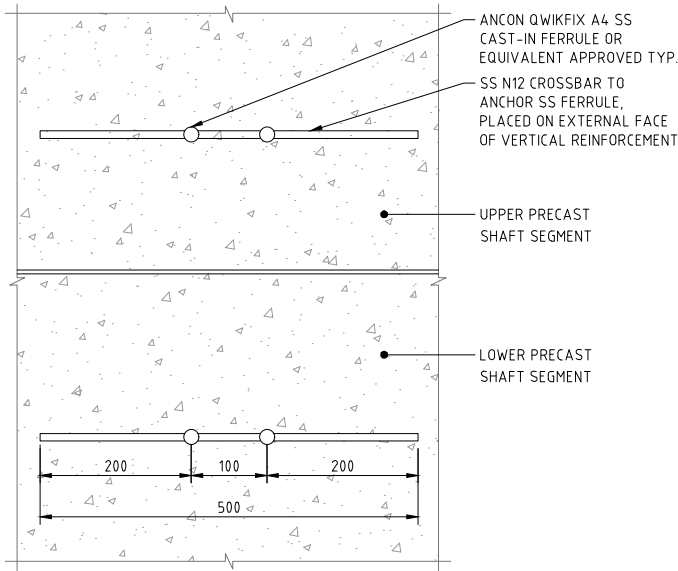 ANCON QWIKFIX A4 SS
CAST-IN FERRULE OR
EQUIVALENT APPROVED TYP.
SS N12 CROSSBAR TO
ANCHOR SS FERRULE,
PLACED ON EXTERNAL FACE
OF VERTICAL REINFORCEMENT
UPPER PRECAST
SHAFT SEGMENT
LOWER PRECAST
SHAFT SEGMENT
200 100 200
500